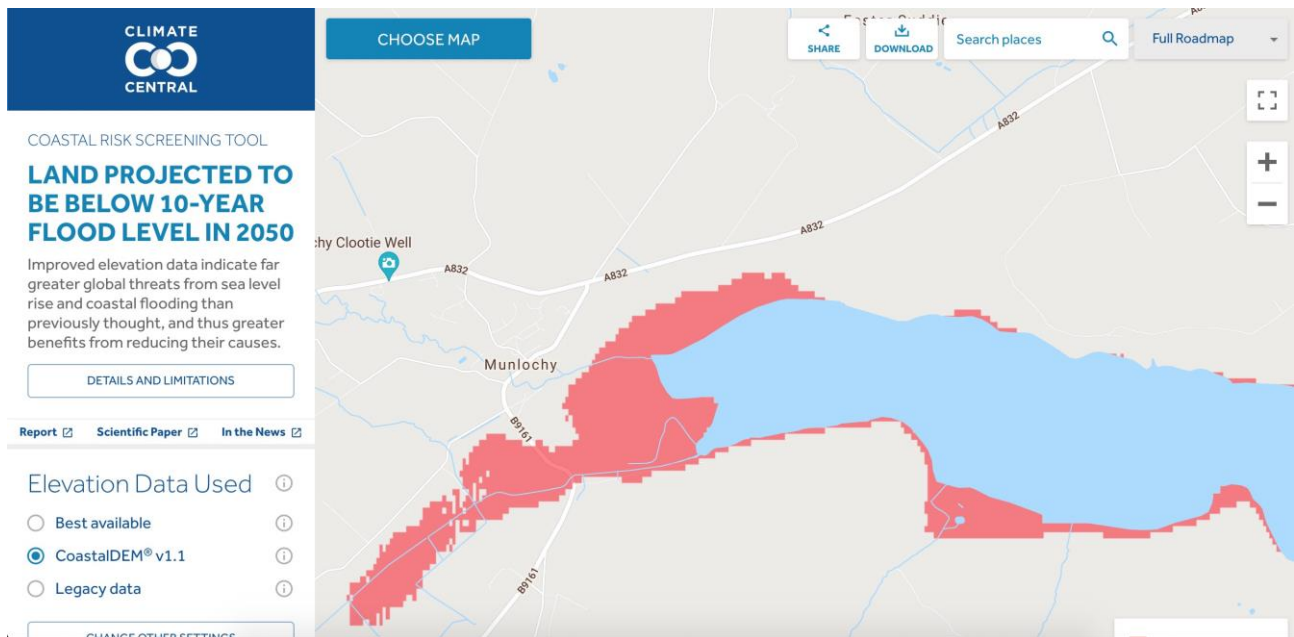 CLIMATE
CENTRAL
COASTAL RISK SCREENING TOOL
LAND PROJECTED TO
BE BELOW 10-YEAR
FLOOD LEVEL IN 2050
Improved elevation data indicate far
greater global threats from sea level
rise and coastal flooding than
previously thought, and thus greater
benefits from reducing their causes.
DETAILS AND LIMITATIONS
Report Scientific Paper In the News
Elevation Data Used
Best available
CoastalDEM® v1.1
Legacy data
CHANGE OTHER SETTINGS
CHOOSE MAP
SHARE
DOWNLOAD
Search places
Full Roadmap
A832
A832
hy Clootie Well
A832
A832
Munlochy
B9161
B9161